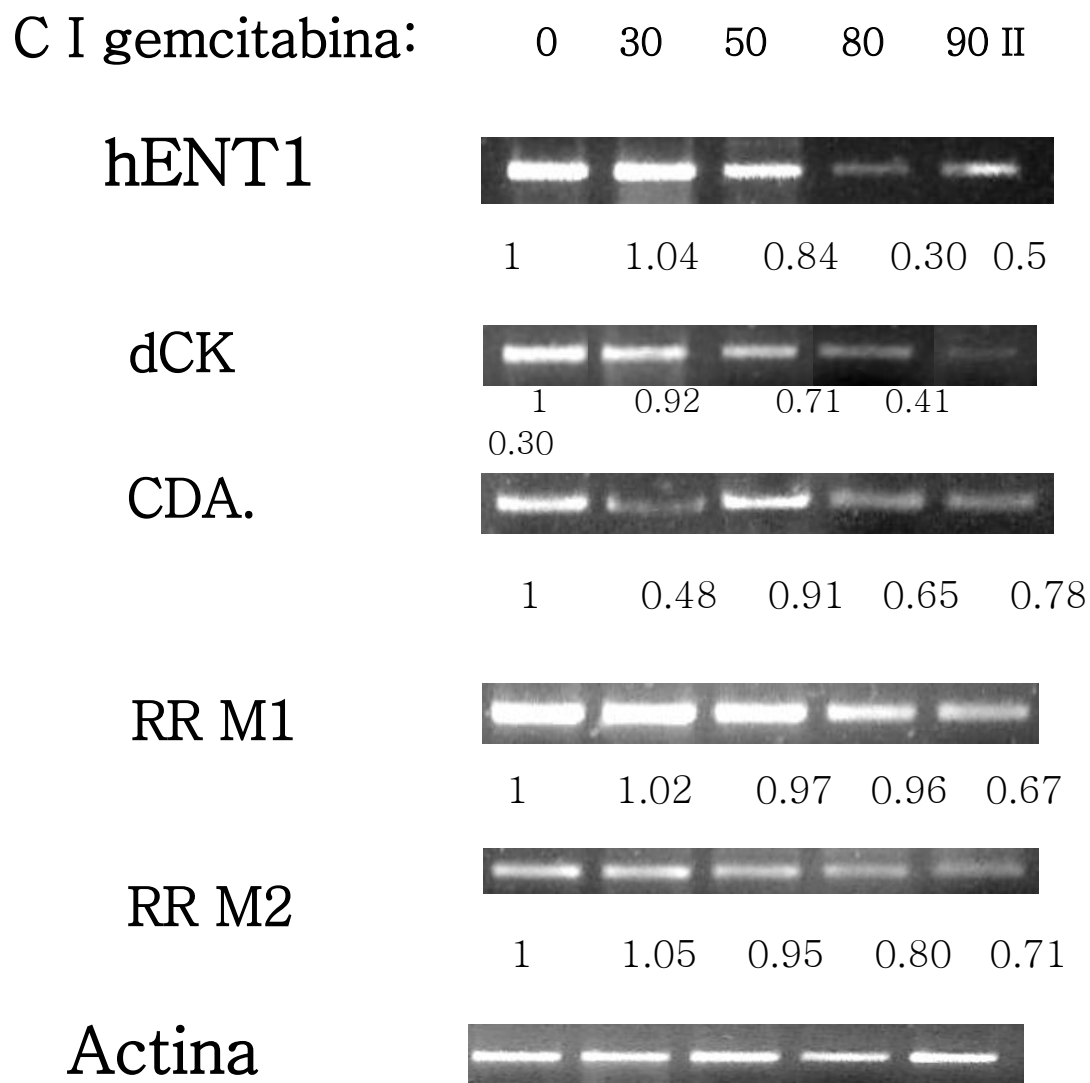 C I gemcitabina: 0 30 50 80 90 II
hENT1
1 1.04 0.84 0.30 0.5
dCK
1 0.92 0.71 0.41
0.30
CDA.
1 0.48 0.91 0.65 0.78
RR M1
1 1.02 0.97 0.96 0.67
RR M2
1 1.05 0.95 0.80 0.71
Actina